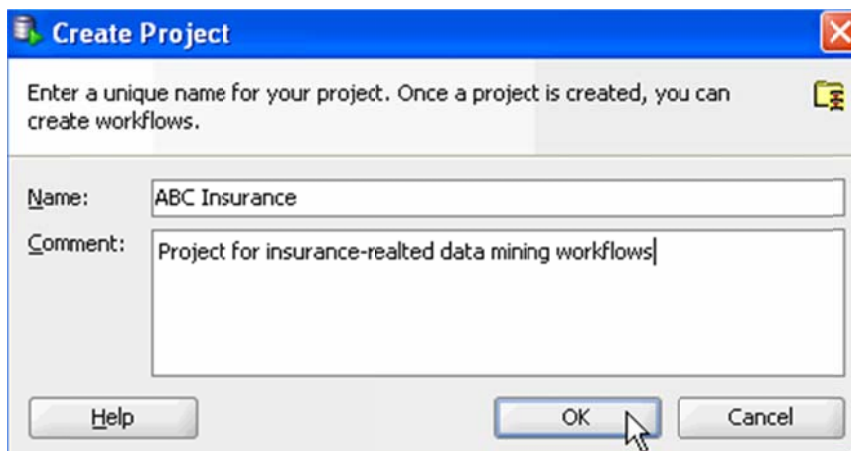 Create Project
Enter a unique name for your project. Once a project is created, you can
create workflows.
Name: ABC Insurance
Comment: Project for insurance-realted data mining workflows
Help OK Cancel